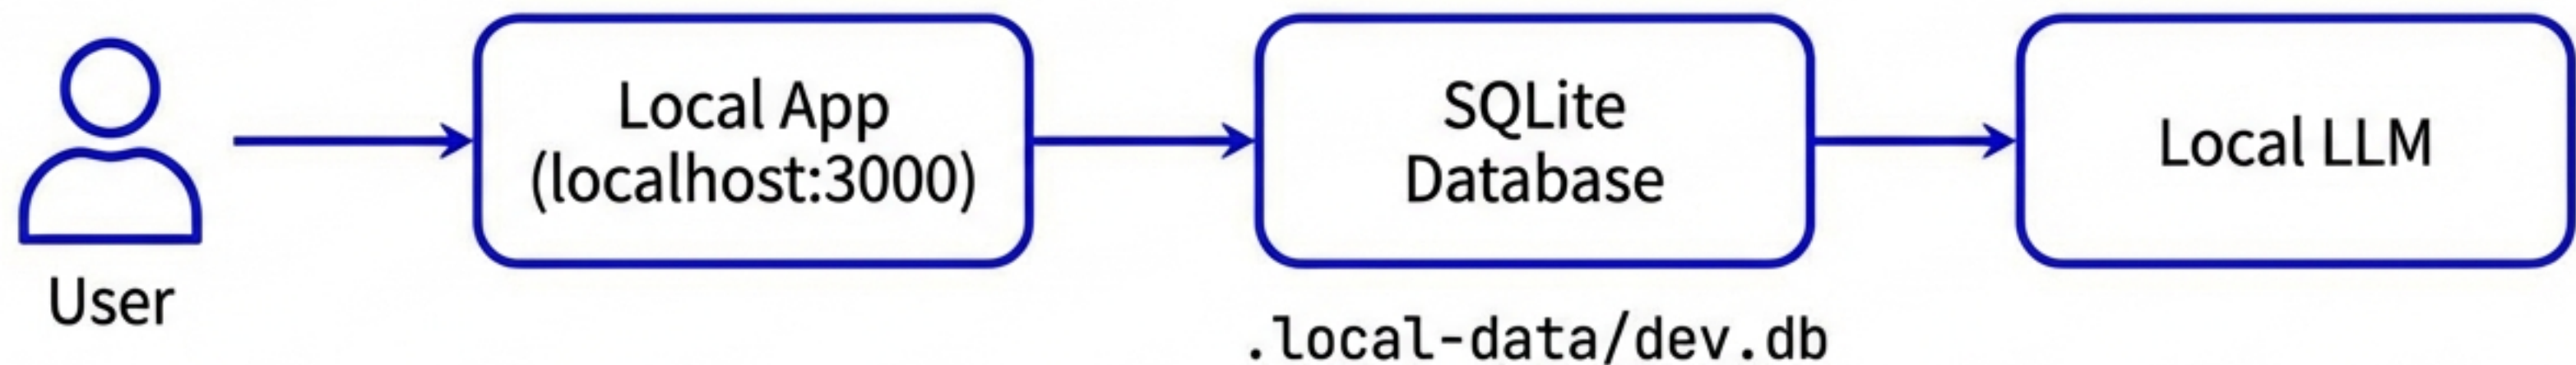 User
Local App
(localhost:3000)
SQLite
Database
.local-data/dev.db
Local LLM